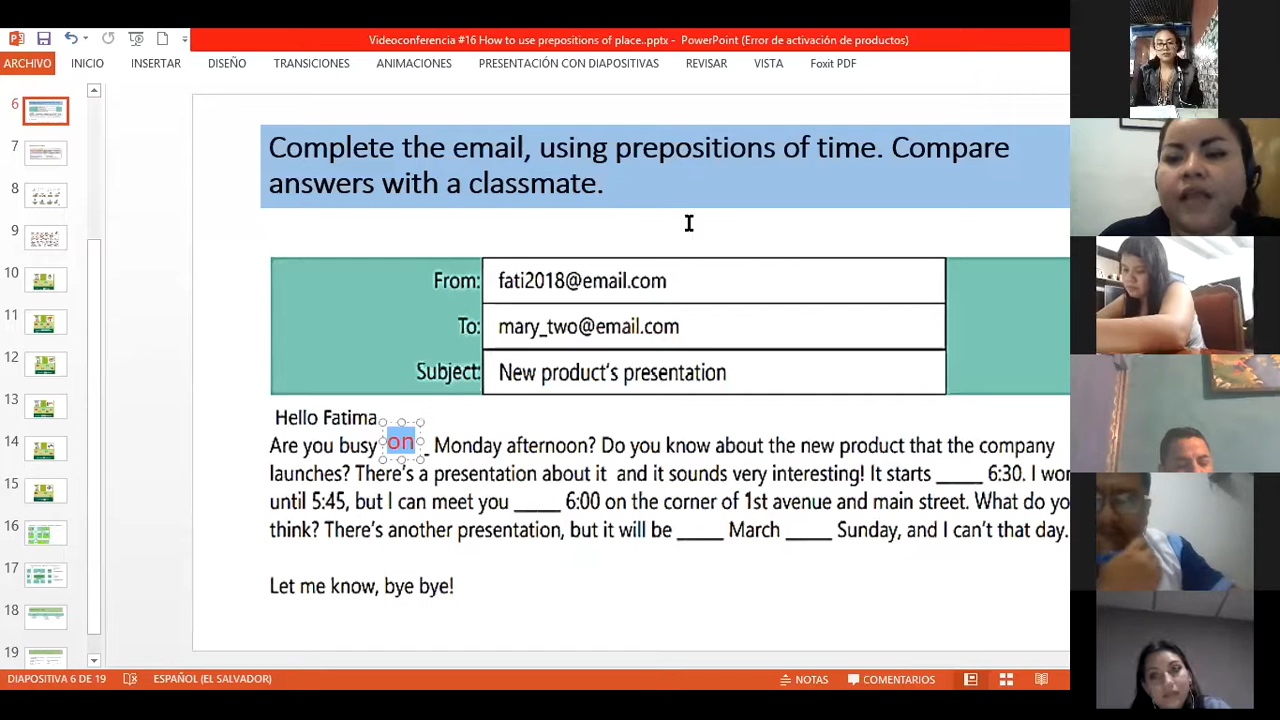 Videoconferencia #16 How to use prepositions of place..pptx - PowerPoint (Error de activación de productos)
ARCHIVO INICIO INSERTAR DISEÑO TRANSICIONES ANIMACIONES PRESENTACIÓN CON DIAPOSITIVAS REVISAR VISTA Foxit PDF
6
7
8
9
10
11
12
13
14
15
16
17
18
19
Complete the email, using prepositions of time. Compare
answers with a classmate.
From: fati2018@email.com
To: mary_two@email.com
Subject: New product's presentation
Hello Fatima
Are you busy on _ Monday afternoon? Do you know about the new product that the company
launches? There's a presentation about it and it sounds very interesting! It starts _____ 6:30. I wor
until 5:45, but I can meet you _____ 6:00 on the corner of 1st avenue and main street. What do yo
think? There's another presentation, but it will be _____ March _____ Sunday, and I can't that day.
Let me know, bye bye!
DIAPOSITIVA 6 DE 19 ESPAÑOL (EL SALVADOR) NOTAS COMENTARIOS